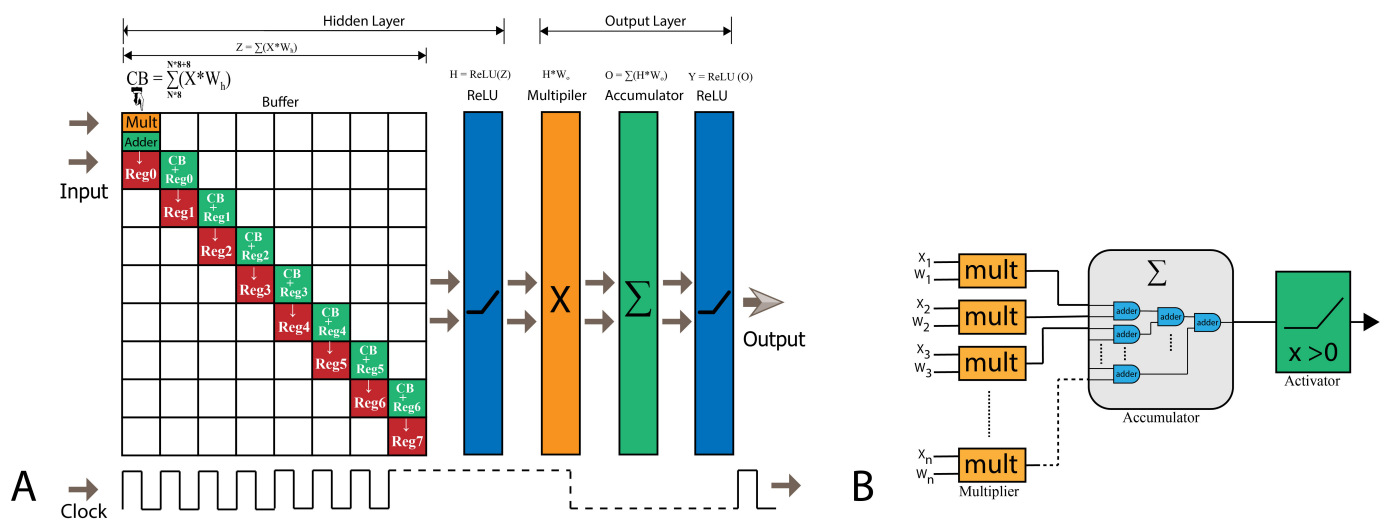 Hidden Layer
Output Layer
Z = ∑(X*Wₕ)
N*8+8
CB = ∑(X*Wₕ)
N*8
H = ReLU(Z)
H*Wₒ
O = ∑(H*Wₒ)
Y = ReLU (O)
Buffer
ReLU
Multipiler
Accumulator
ReLU
Mult
Adder
Input
↓
Reg0
CB
+
Reg0
↓
Reg1
CB
+
Reg1
↓
Reg2
CB
+
Reg2
↓
Reg3
CB
+
Reg3
↓
Reg4
CB
+
Reg4
↓
Reg5
CB
+
Reg5
↓
Reg6
CB
+
Reg6
↓
Reg7
X
∑
Output
A
Clock
X₁
W₁
mult
X₂
W₂
mult
X₃
W₃
mult
Xₙ
Wₙ
mult
Multiplier
∑
adder
adder
adder
adder
adder
Accumulator
x >0
Activator
B